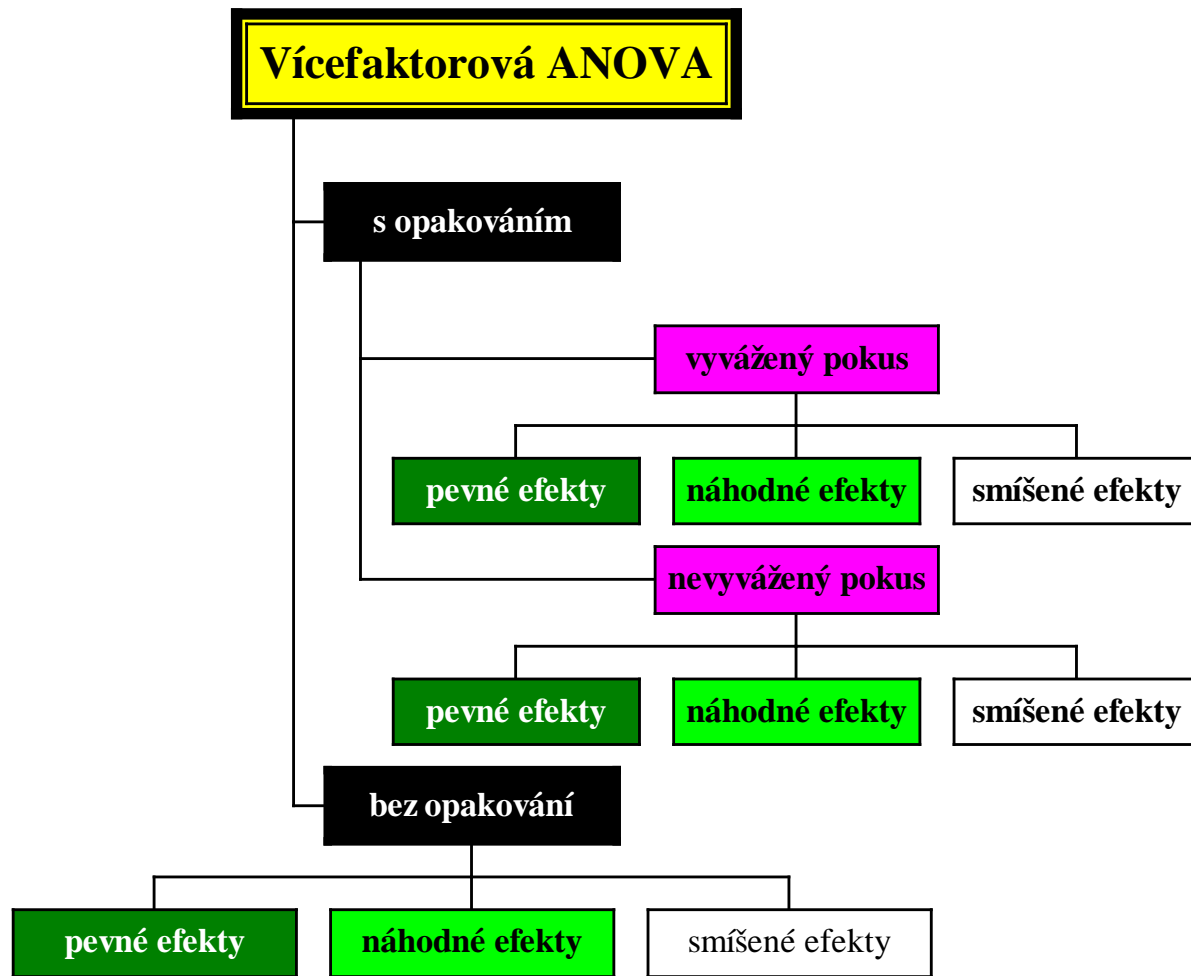 Vícefaktorová ANOVA
s opakováním
vyvážený pokus
pevné efekty
náhodné efekty
smíšené efekty
nevyvážený pokus
pevné efekty
náhodné efekty
smíšené efekty
bez opakování
pevné efekty
náhodné efekty
smíšené efekty